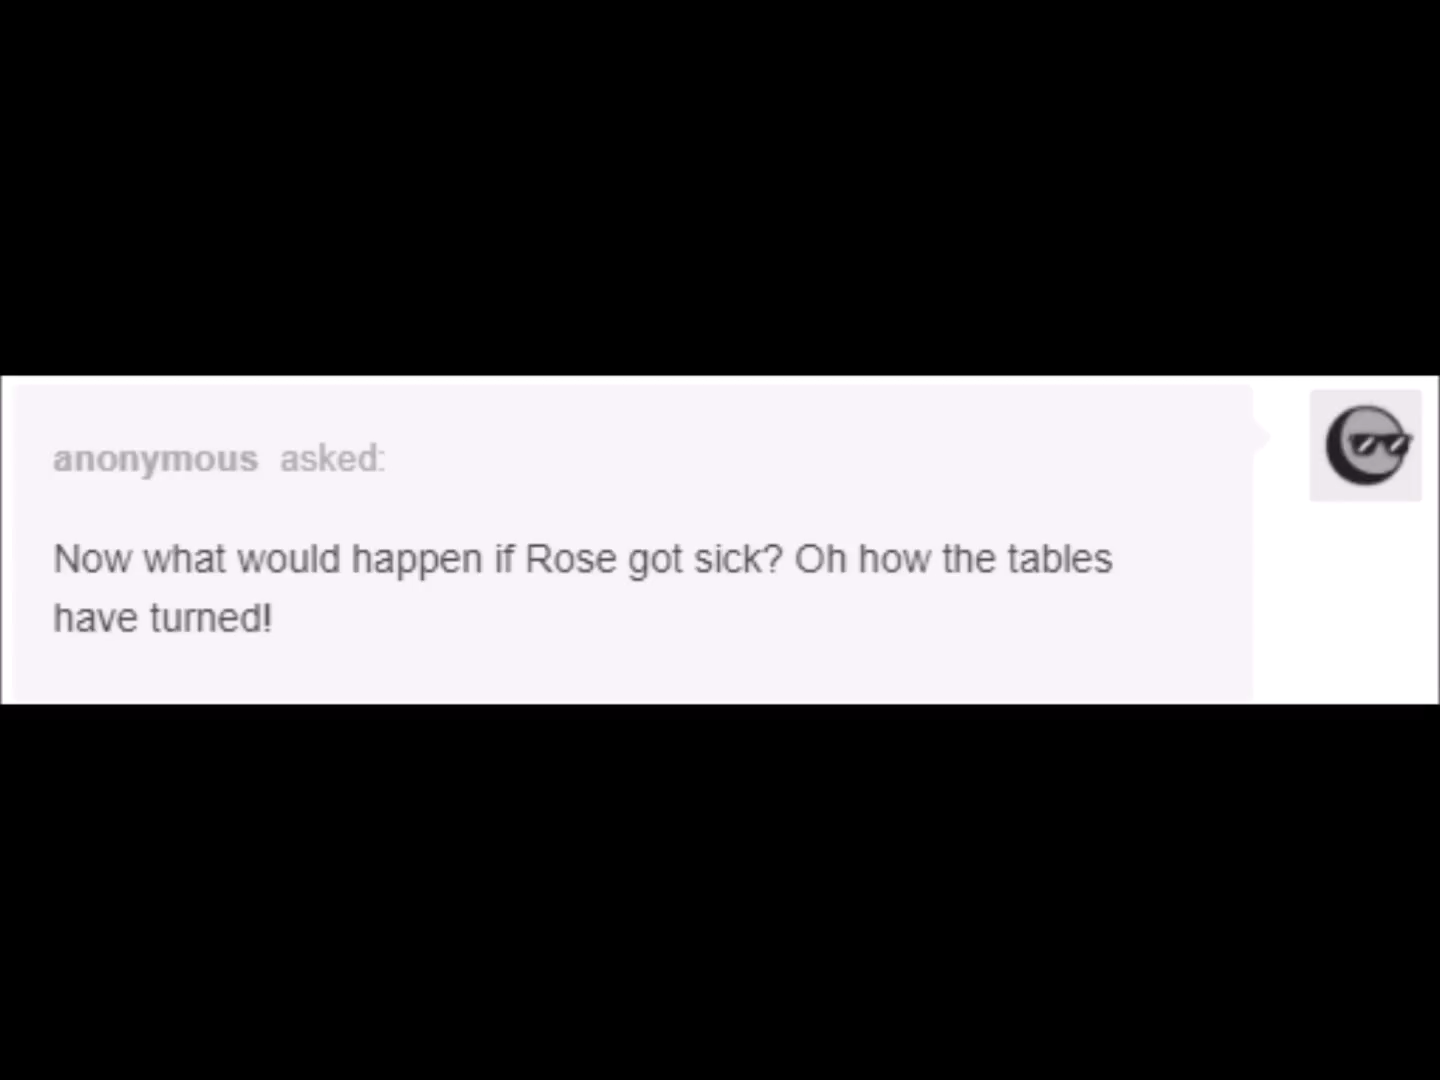 anonymous asked:
Now what would happen if Rose got sick? Oh how the tables
have turned!